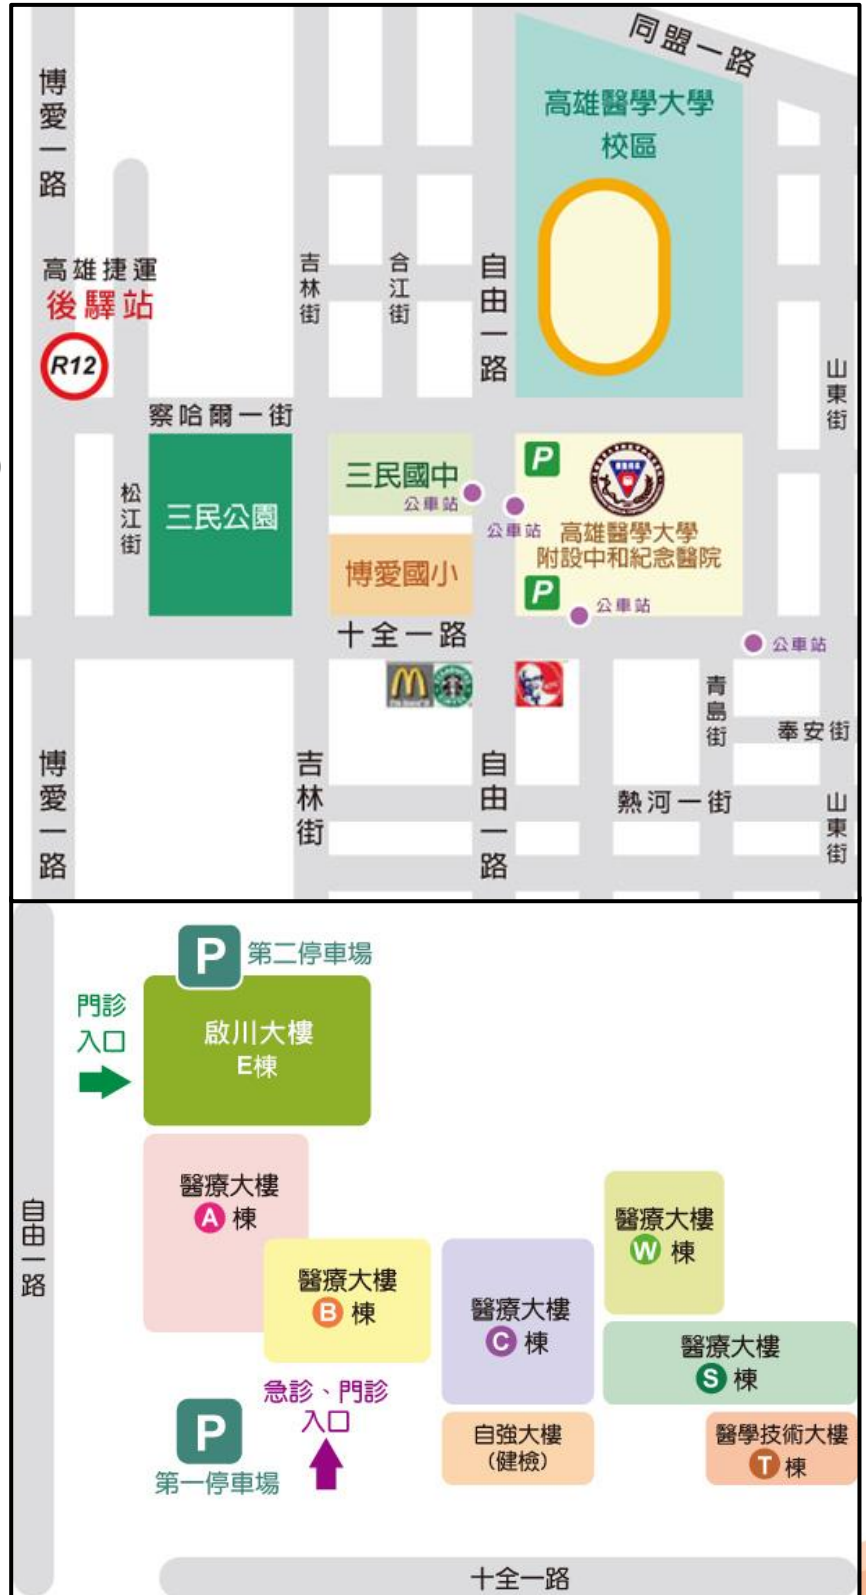 同盟一路
博愛一路
高雄醫學大學
校區
高雄捷運
後驛站
R12
吉林街
合江街
自由一路
山東街
察哈爾一街
松江街
三民公園
三民國中
公車站
P
公車站
高雄醫學大學
附設中和紀念醫院
博愛國小
P
公車站
十全一路
公車站
青島街
奉安街
博愛一路
吉林街
自由一路
熱河一街
山東街
P 第二停車場
門診
入口
啟川大樓
E棟
自由一路
醫療大樓
A 棟
醫療大樓
B 棟
醫療大樓
C 棟
醫療大樓
W 棟
醫療大樓
S 棟
急診、門診
入口
P
第一停車場
自強大樓
(健檢)
醫學技術大樓
T 棟
十全一路